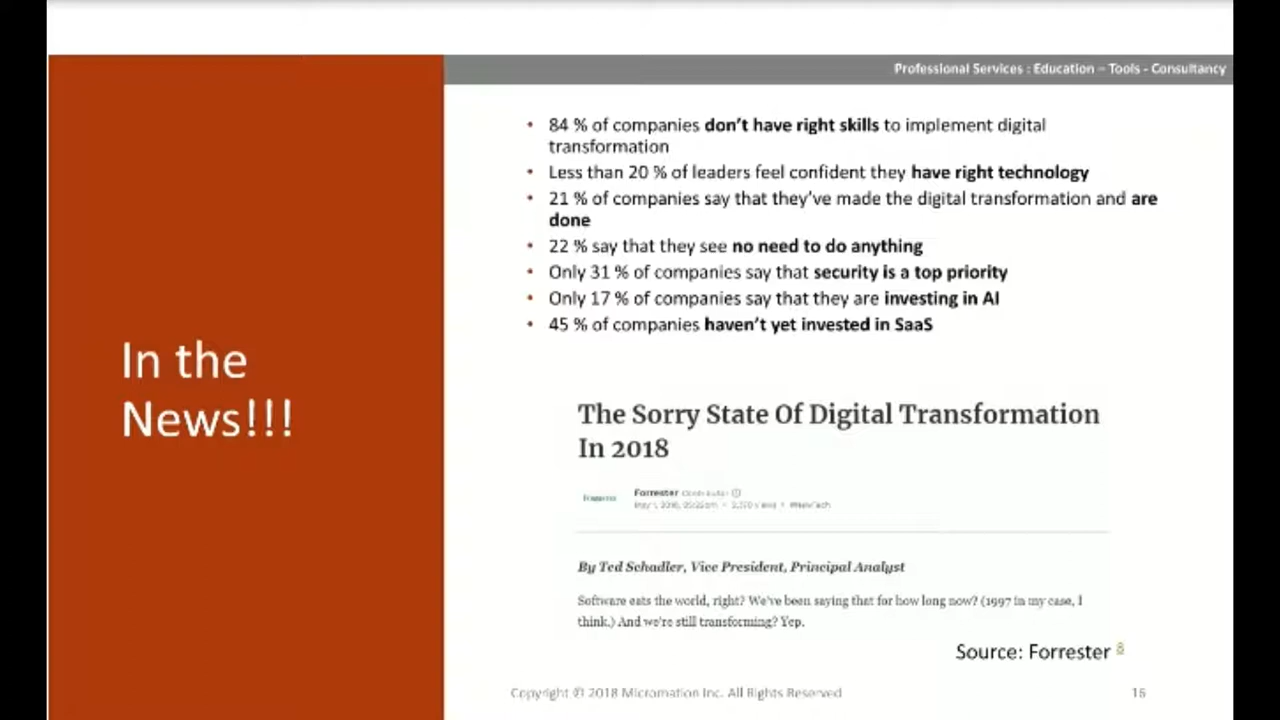 Professional Services : Education – Tools - Consultancy
In the
News!!!
• 84 % of companies don't have right skills to implement digital
transformation
• Less than 20 % of leaders feel confident they have right technology
• 21 % of companies say that they've made the digital transformation and are
done
• 22 % say that they see no need to do anything
• Only 31 % of companies say that security is a top priority
• Only 17 % of companies say that they are investing in AI
• 45 % of companies haven't yet invested in SaaS
The Sorry State Of Digital Transformation
In 2018
Forrester
Forrester Contributor
May 1, 2018,
By Ted Schadler, Vice President, Principal Analyst
Software eats the world, right? We've been saying that for how long now? (1997 in my case, I
think.) And we're still transforming? Yep.
Source: Forrester 8
Copyright © 2018 Micromation Inc. All Rights Reserved
16